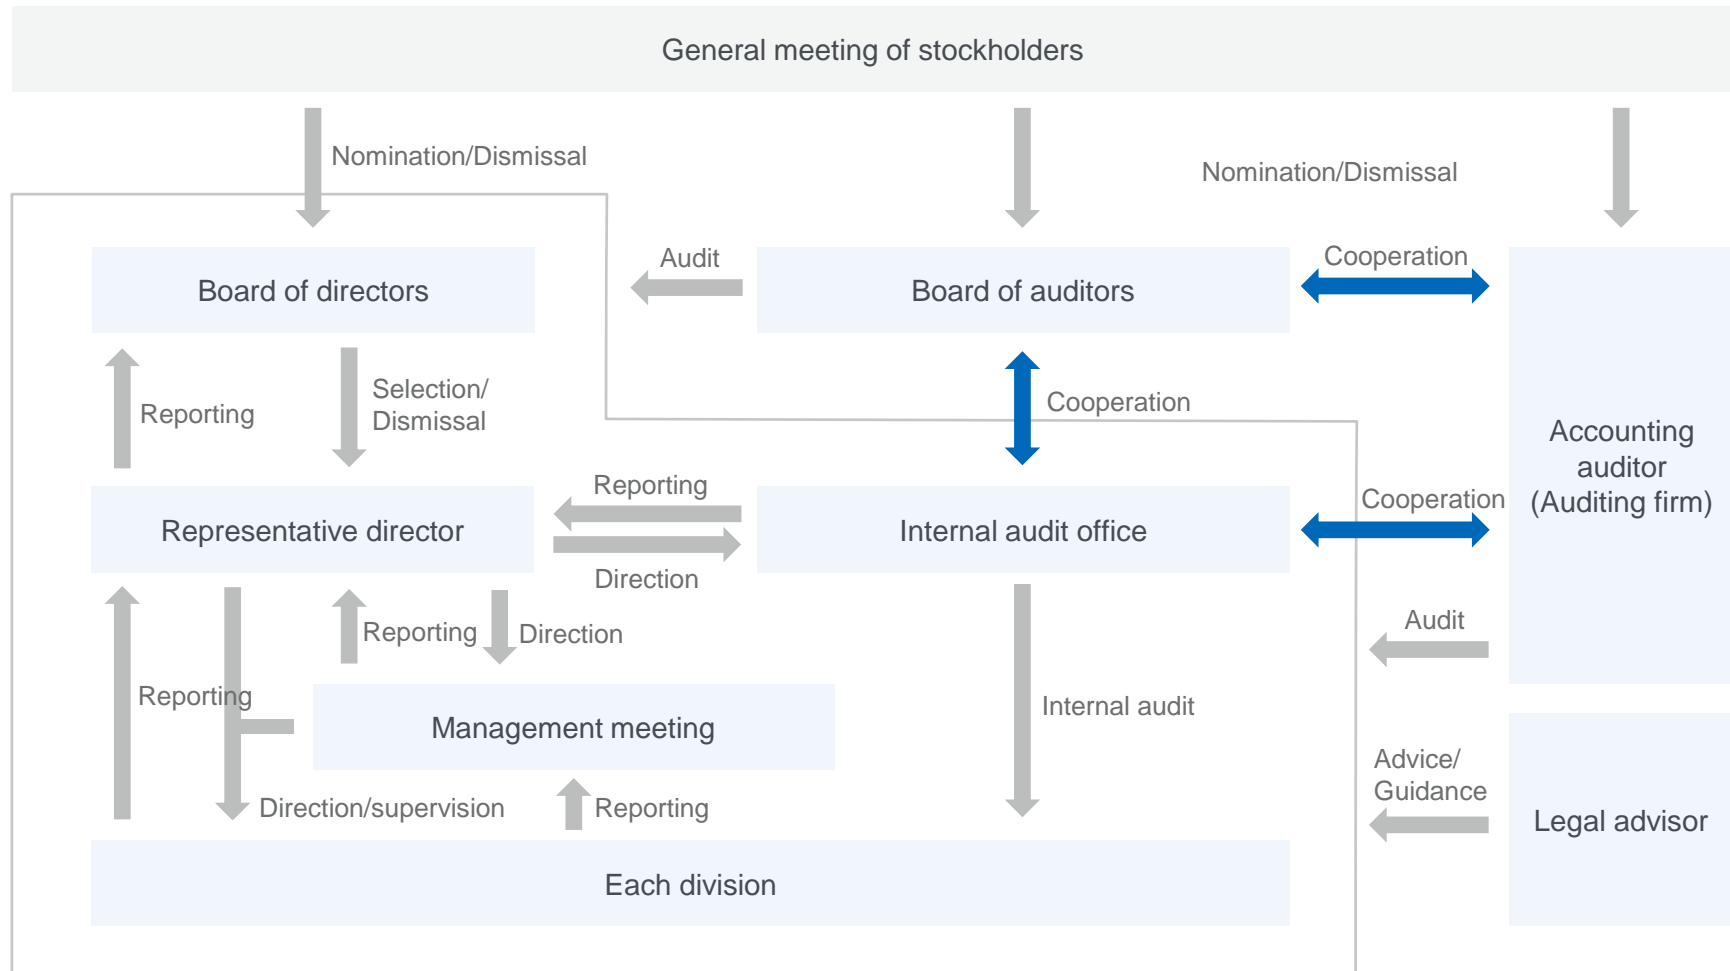 General meeting of stockholders
Nomination/Dismissal
Nomination/Dismissal
Audit
Cooperation
Board of directors
Board of auditors
Reporting
Selection/
Dismissal
Cooperation
Accounting
auditor
(Auditing firm)
Reporting
Cooperation
Representative director
Internal audit office
Direction
Reporting
Direction
Audit
Reporting
Management meeting
Internal audit
Direction/supervision
Reporting
Advice/
Guidance
Legal advisor
Each division